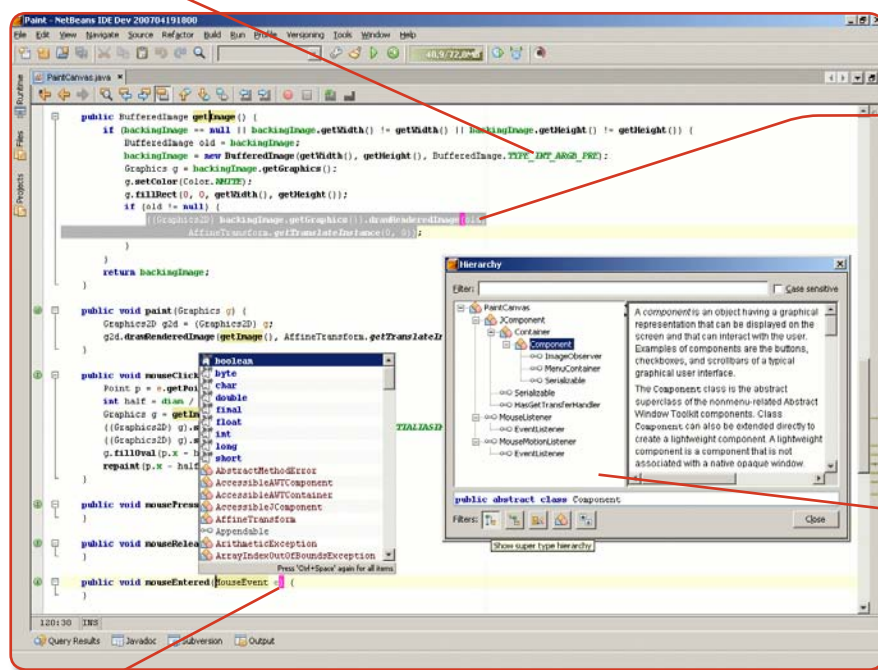 Paint - NetBeans IDE Dev 200704191800
File Edit View Navigate Source Refactor Build Run Profile Versioning Tools Window Help
40,9/72,0MB
PaintCanvas.java
Runtime
Files
Projects
public BufferedImage getImage() {
if (backingImage == null || backingImage.getWidth() != getWidth() || backingImage.getHeight() != getHeight()) {
BufferedImage old = backingImage;
backingImage = new BufferedImage(getWidth(), getHeight(), BufferedImage.TYPE_INT_ARGB_PRE);
Graphics g = backingImage.getGraphics();
g.setColor(Color.WHITE);
g.fillRect(0, 0, getWidth(), getHeight());
if (old != null) {
((Graphics2D) backingImage.getGraphics()).drawRenderedImage(old,
AffineTransform.getTranslateInstance(0, 0));
}
}
return backingImage;
}
public void paint(Graphics g) {
Graphics2D g2d = (Graphics2D) g;
g2d.drawRenderedImage(getImage(), AffineTransform.getTranslateIn
}
public void mouseClick
Point p = e.getPoi
int half = diam /
Graphics g = getIm
((Graphics2D) g).s
TIALIASIN
((Graphics2D) g).s
g.fillOval(p.x - h
repaint(p.x - half
}
public void mousePress
}
public void mouseRelea
}
public void mouseEntered(MouseEvent e) {
}
boolean
byte
char
double
final
float
int
long
short
AbstractMethodError
AccessibleAWTComponent
AccessibleAWTContainer
AccessibleJComponent
AffineTransform
Appendable
ArithmeticException
ArrayIndexOutOfBoundsException
Press 'Ctrl+Space' again for all items
Hierarchy
Filter:
Case sensitive
PaintCanvas
JComponent
Container
Component
ImageObserver
MenuContainer
Serializable
Serializable
HasGetTransferHandler
MouseListener
EventListener
MouseMotionListener
EventListener
A component is an object having a graphical
representation that can be displayed on the
screen and that can interact with the user.
Examples of components are the buttons,
checkboxes, and scrollbars of a typical
graphical user interface.
The Component class is the abstract
superclass of the nonmenu-related Abstract
Window Toolkit components. Class
Component can also be extended directly to
create a lightweight component. A lightweight
component is a component that is not
associated with a native opaque window.
public abstract class Component
Filters:
Close
Show super type hierarchy
120:30 INS
Query Results Javadoc Subversion Output